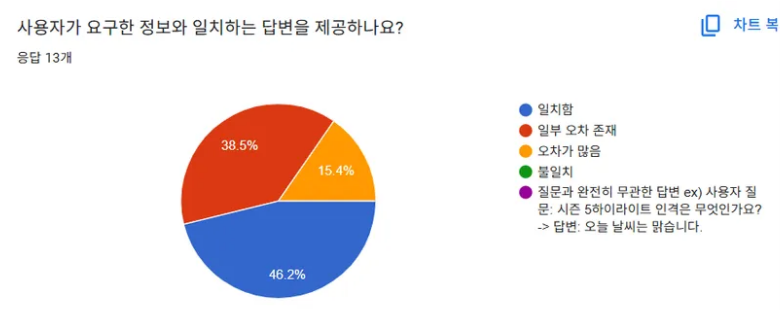 사용자가 요구한 정보와 일치하는 답변을 제공하나요?
차트 복
응답 13개
38.5%
15.4%
46.2%
일치함
일부 오차 존재
오차가 많음
불일치
질문과 완전히 무관한 답변 ex) 사용자 질
문: 시즌 5하이라이트 인격은 무엇인가요?
-> 답변: 오늘 날씨는 맑습니다.